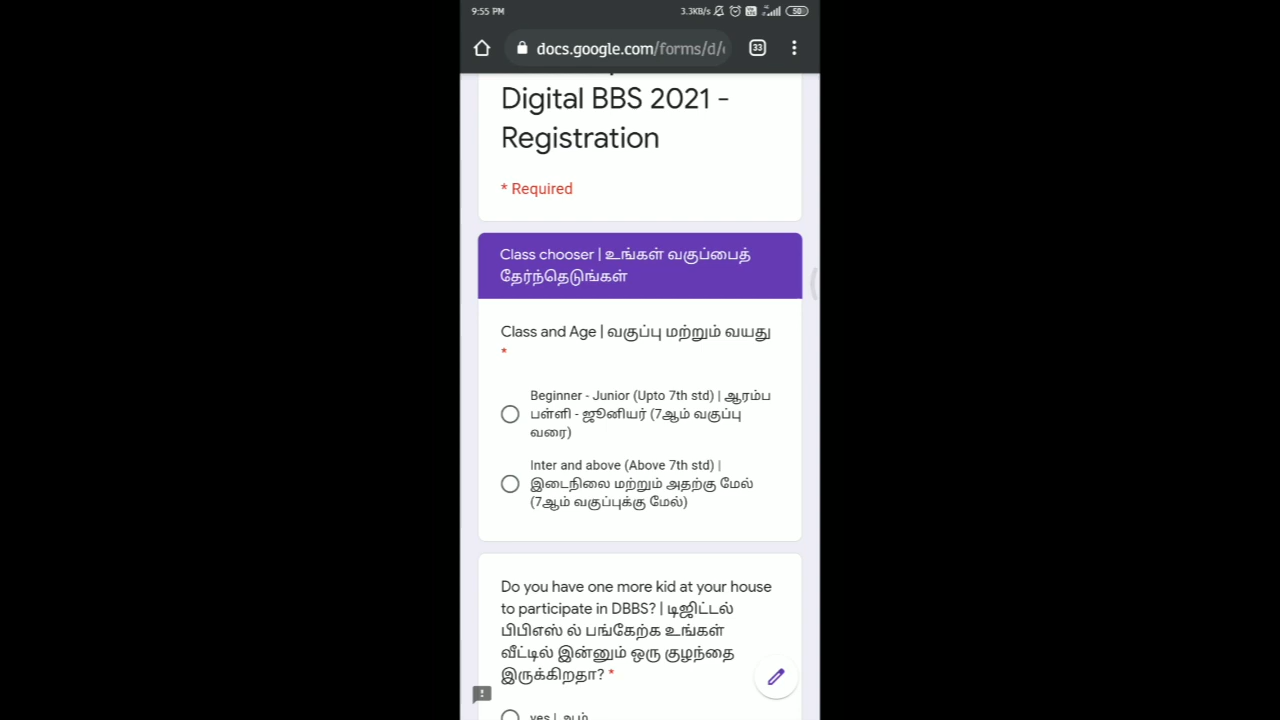 9:55 PM
3.3KB/s
50
docs.google.com/forms/d/
33
Digital BBS 2021 -
Registration
* Required
Class chooser | உங்கள் வகுப்பைத்
தேர்ந்தெடுங்கள்
Class and Age | வகுப்பு மற்றும் வயது
*
Beginner - Junior (Upto 7th std) | ஆரம்ப
பள்ளி - ஜூனியர் (7ஆம் வகுப்பு
வரை)
Inter and above (Above 7th std) |
இடைநிலை மற்றும் அதற்கு மேல்
(7ஆம் வகுப்புக்கு மேல்)
Do you have one more kid at your house
to participate in DBBS? | டிஜிட்டல்
பிபிஎஸ் ல் பங்கேற்க உங்கள்
வீட்டில் இன்னும் ஒரு குழந்தை
இருக்கிறதா? *
yes | ஆம்